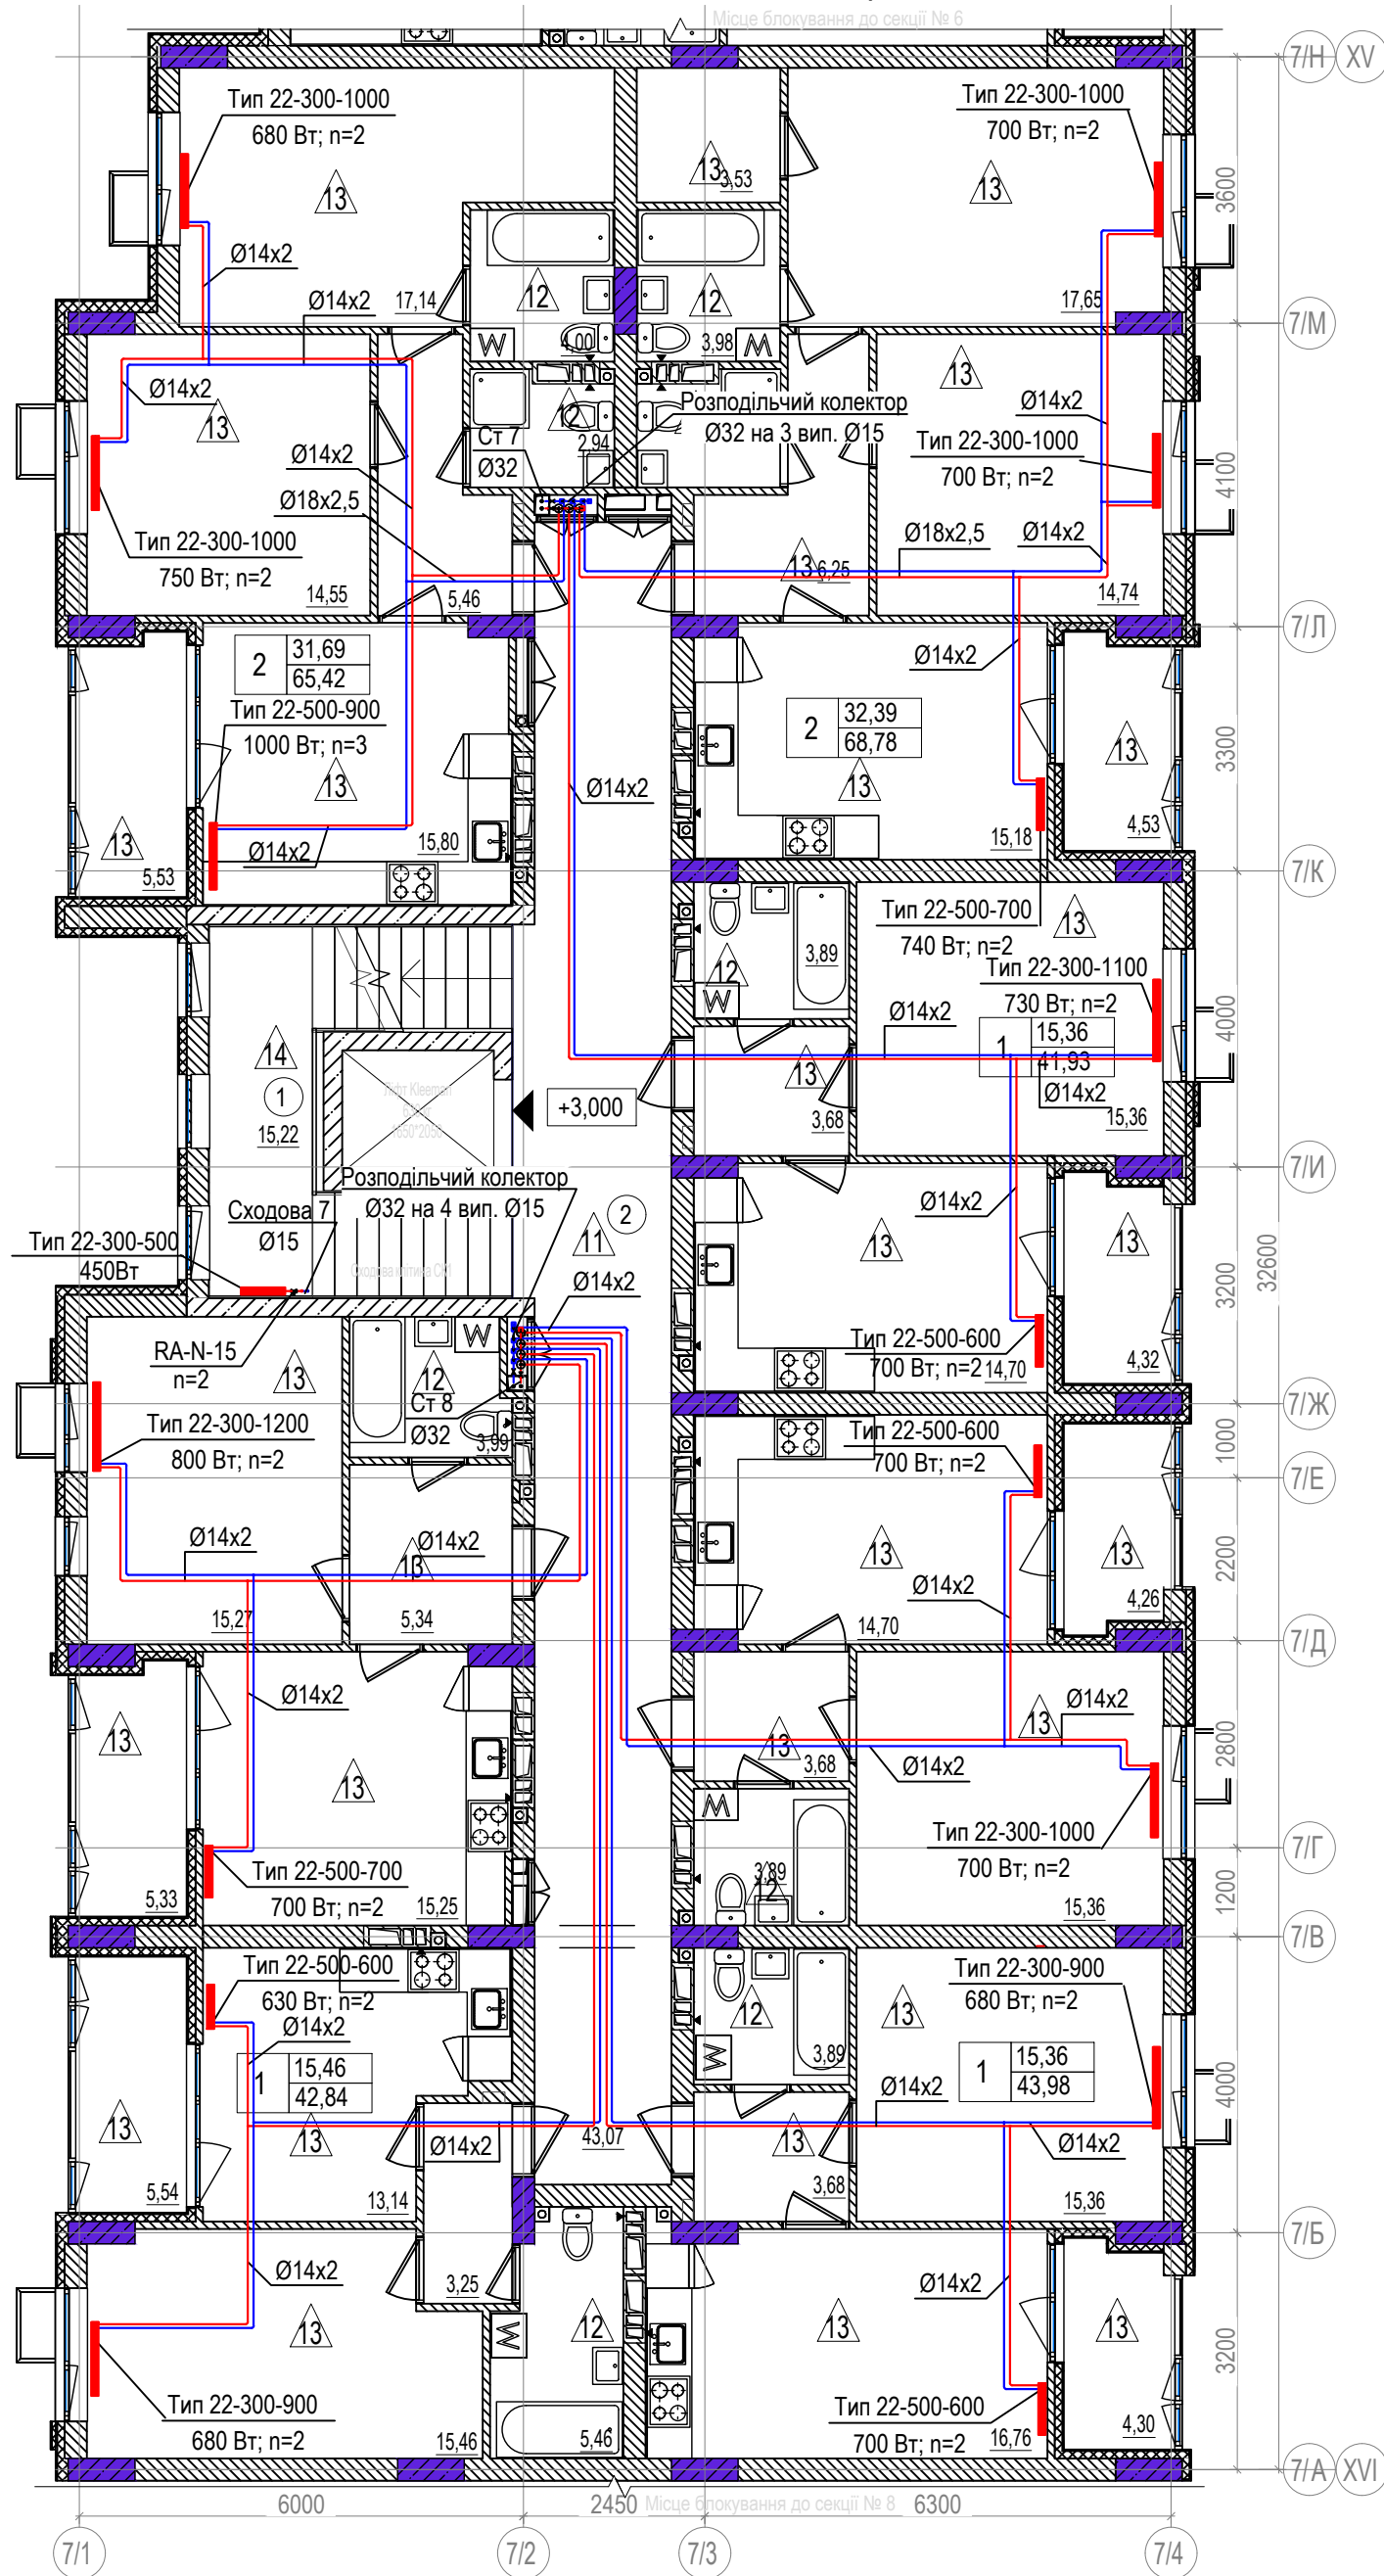 Місце блокування до секції № 6
7/Н
XV
Тип 22-300-1000
680 Вт; n=2
Тип 22-300-1000
700 Вт; n=2
13
13
3,53
13
3600
Ø14x2
Ø14x2
17,14
12
12
17,65
7/М
W
4,00
3,98
W
Ø14x2
13
12
Розподільчий колектор
Ø32 на 3 вип. Ø15
13
Ø14x2
Ст 7
Ø32
2,94
Тип 22-300-1000
700 Вт; n=2
4100
Ø14x2
Ø18x2,5
Тип 22-300-1000
750 Вт; n=2
Ø18x2,5
Ø14x2
13
6,25
14,55
5,46
14,74
7/Л
2
31,69
65,42
Ø14x2
Тип 22-500-900
1000 Вт; n=3
2
32,39
68,78
13
3300
13
Ø14x2
13
13
Ø14x2
15,80
15,18
4,53
5,53
7/К
Тип 22-500-700
740 Вт; n=2
13
3,89
12
W
Тип 22-300-1100
730 Вт; n=2
Ø14x2
4000
14
1
15,22
1
15,36
41,93
13
Ø14x2
Ліфт Kleeman
1650*2050
+3,000
3,68
15,36
7/И
Розподільчий колектор
Ø32 на 4 вип. Ø15
Сходова 7
Ø15
Ø14x2
2
11
13
13
Тип 22-300-500
450Вт
Сходова клітина СК1
Ø14x2
3200
32600
RA-N-15
n=2
13
12
W
Тип 22-500-600
700 Вт; n=2
14,70
4,32
Ст 8
Ø32
3,99
7/Ж
Тип 22-300-1200
800 Вт; n=2
Тип 22-500-600
700 Вт; n=2
1000
7/Е
Ø14x2
Ø14x2
13
13
13
Ø14x2
2200
15,27
5,34
14,70
4,26
7/Д
Ø14x2
13
13
Ø14x2
13
3,68
Ø14x2
2800
13
W
Тип 22-300-1000
700 Вт; n=2
7/Г
Тип 22-500-700
700 Вт; n=2
3,89
12
1200
5,33
15,25
15,36
7/В
Тип 22-500-600
630 Вт; n=2
Тип 22-300-900
680 Вт; n=2
Ø14x2
12
13
W
3,89
1
15,46
42,84
1
15,36
43,98
Ø14x2
4000
13
13
Ø14x2
43,07
13
Ø14x2
5,54
13,14
3,68
15,36
7/Б
Ø14x2
3,25
Ø14x2
13
W
12
13
13
3200
Тип 22-300-900
680 Вт; n=2
Тип 22-500-600
700 Вт; n=2
15,46
5,46
16,76
4,30
7/А
XVI
6000
2450
Місце блокування до секції № 8
6300
7/1
7/2
7/3
7/4